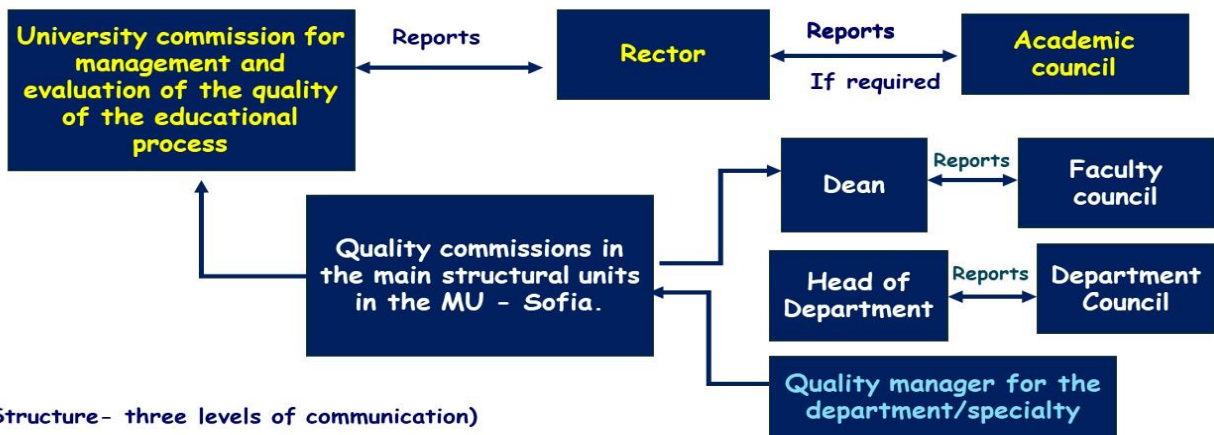 University commission for
management and
evaluation of the quality
of the educational
process
Reports
Rector
Reports
If required
Academic
council
Quality commissions in
the main structural units
in the MU - Sofia.
Dean
Reports
Faculty
council
Head of
Department
Reports
Department
Council
Quality manager for the
department/specialty
Structure- three levels of communication)